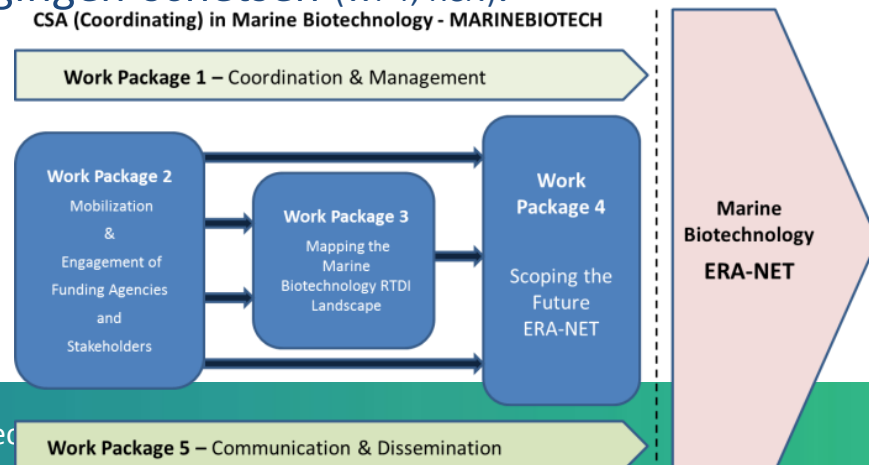 CSA (Coordinating) in Marine Biotechnology - MARINEBIOTECH
Work Package 1 – Coordination & Management
Work Package 2
Mobilization
&
Engagement of
Funding Agencies
and
Stakeholders
Work Package 3
Mapping the
Marine
Biotechnology RTDI
Landscape
Work
Package 4
Scoping the
Future
ERA-NET
Marine
Biotechnology
ERA-NET
Work Package 5 – Communication & Dissemination